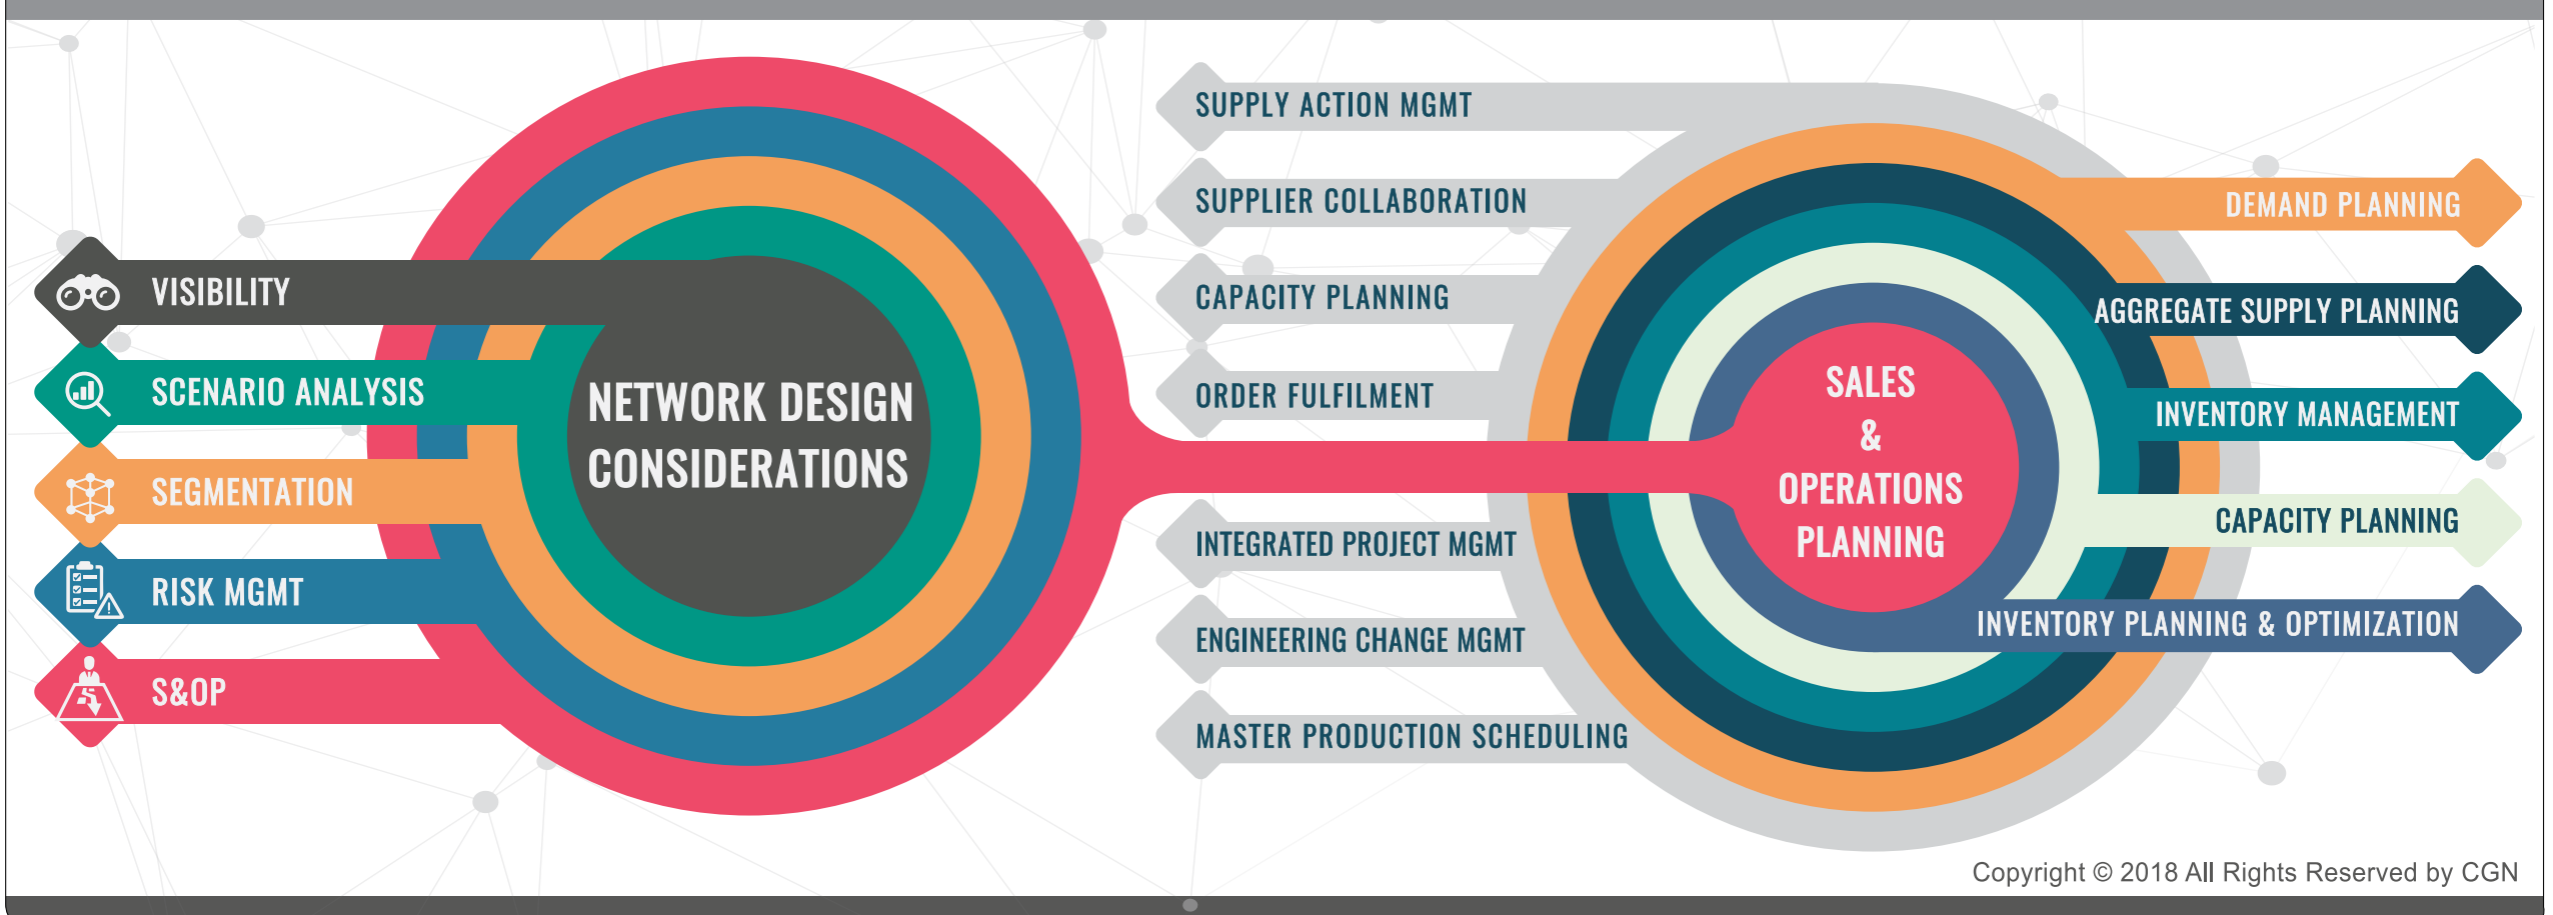 VISIBILITY
SCENARIO ANALYSIS
SEGMENTATION
RISK MGMT
S&OP
NETWORK DESIGN
CONSIDERATIONS
SUPPLY ACTION MGMT
SUPPLIER COLLABORATION
CAPACITY PLANNING
ORDER FULFILMENT
INTEGRATED PROJECT MGMT
ENGINEERING CHANGE MGMT
MASTER PRODUCTION SCHEDULING
SALES
&
OPERATIONS
PLANNING
DEMAND PLANNING
AGGREGATE SUPPLY PLANNING
INVENTORY MANAGEMENT
CAPACITY PLANNING
INVENTORY PLANNING & OPTIMIZATION
Copyright © 2018 All Rights Reserved by CGN